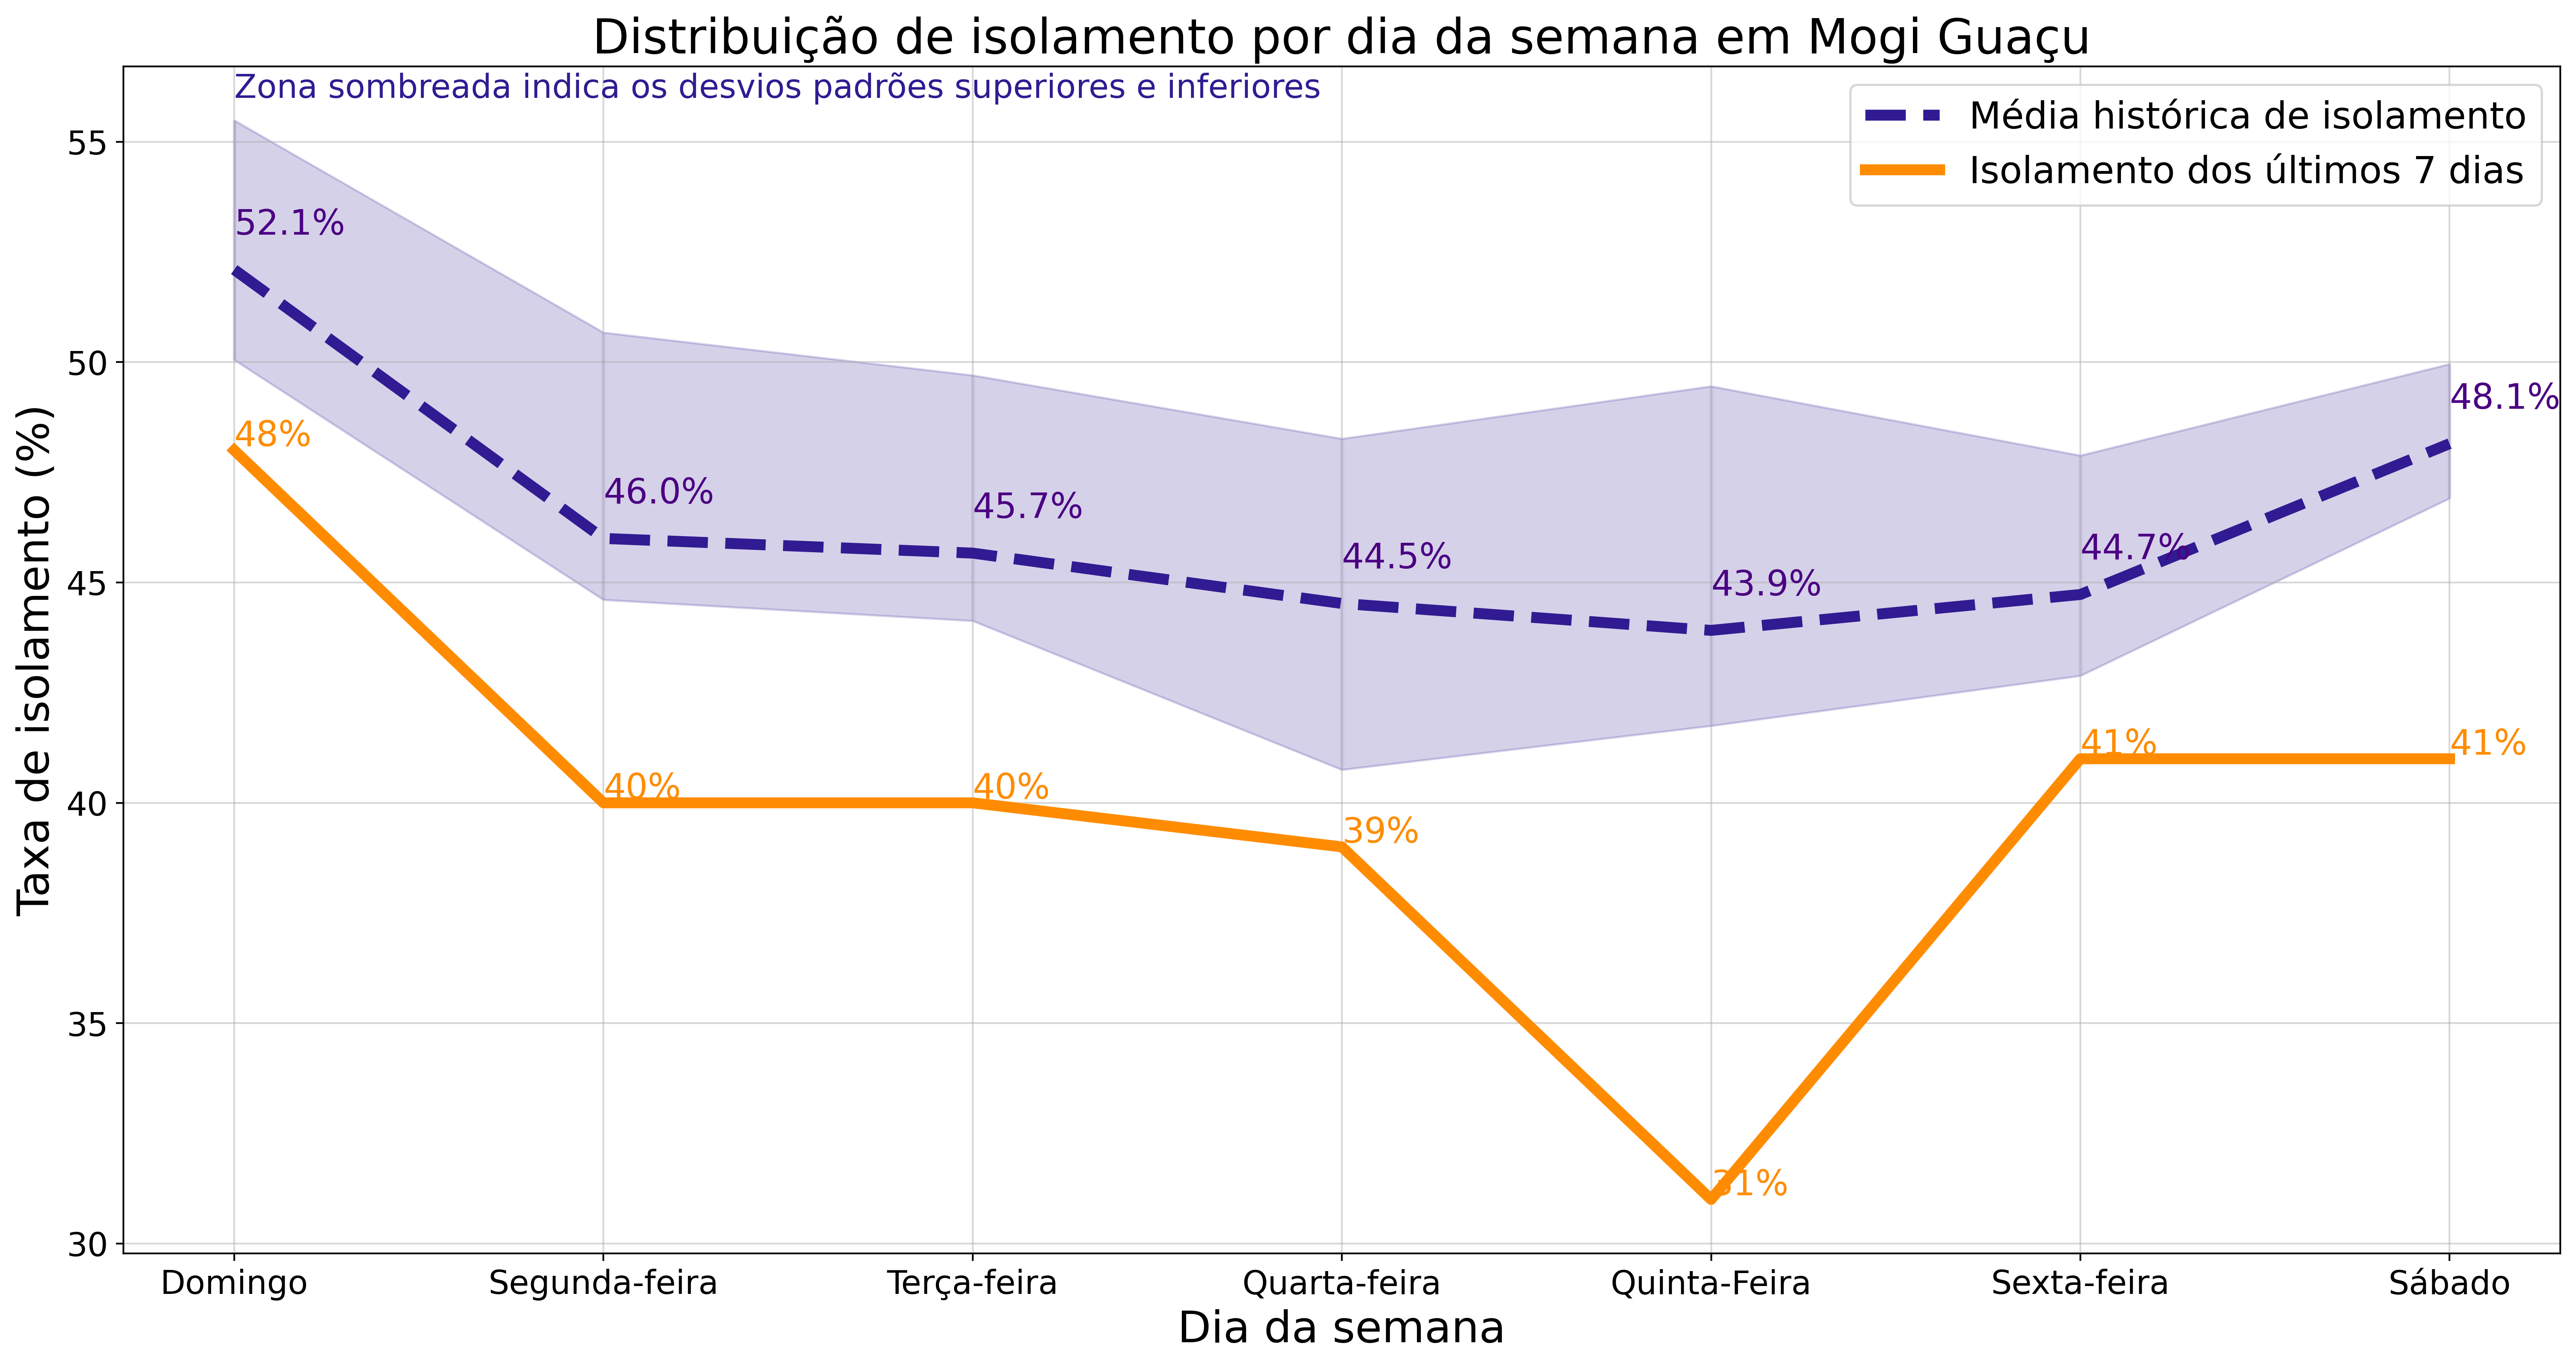 Distribuição de isolamento por dia da semana em Mogi Guaçu
Zona sombreada indica os desvios padrões superiores e inferiores
Média histórica de isolamento
Isolamento dos últimos 7 dias
Taxa de isolamento (%)
55
50
45
40
35
30
52.1%
46.0%
45.7%
44.5%
43.9%
44.7%
48.1%
48%
40%
40%
39%
31%
41%
41%
Domingo
Segunda-feira
Terça-feira
Quarta-feira
Quinta-Feira
Sexta-feira
Sábado
Dia da semana